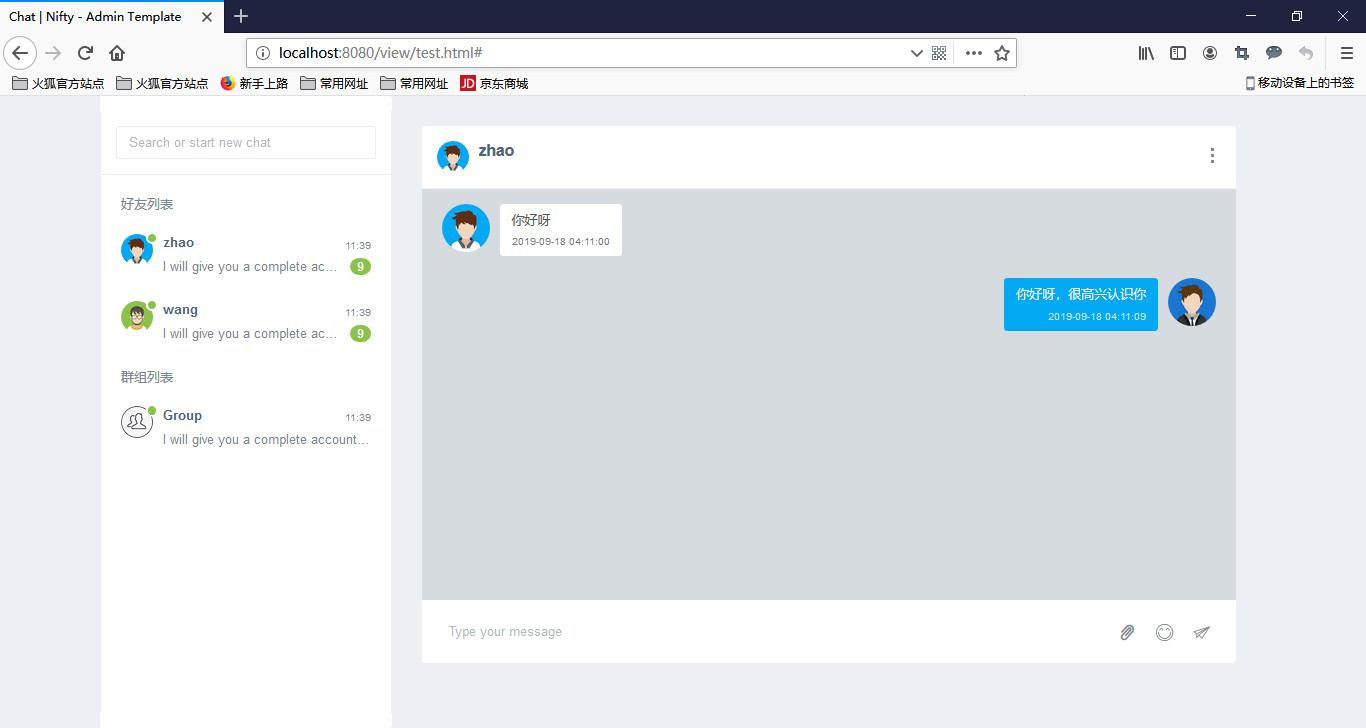 Chat | Nifty - Admin Template
localhost:8080/view/test.html#
火狐官方站点 火狐官方站点 新手上路 常用网址 常用网址 JD 京东商城 移动设备上的书签
Search or start new chat
好友列表
zhao 11:39
I will give you a complete ac... 9
wang 11:39
I will give you a complete ac... 9
群组列表
Group 11:39
I will give you a complete account...
zhao
你好呀
2019-09-18 04:11:00
你好呀，很高兴认识你
2019-09-18 04:11:09
Type your message